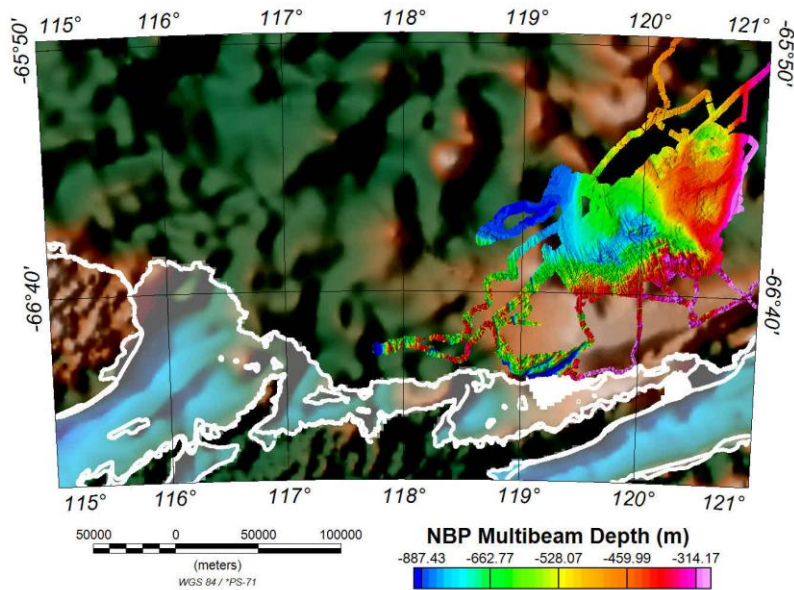 115° 116° 117° 118° 119° 120° 121°
-65°50' -65°50'
-66°40' -66°40'
115° 116° 117° 118° 119° 120° 121°
50000 0 50000 100000
(meters)
WGS 84 / *PS-71
NBP Multibeam Depth (m)
-887.43 -662.77 -528.07 -459.99 -314.17